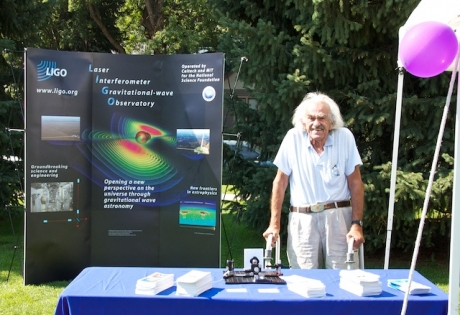 LIGO
www.ligo.org
Laser
Interferometer
Gravitational-wave
Observatory
Operated by
Caltech and MIT
for the National
Science Foundation
Groundbreaking
science and
engineering
Opening a new
perspective on the
universe through
gravitational wave
astronomy
New frontiers
in astrophysics